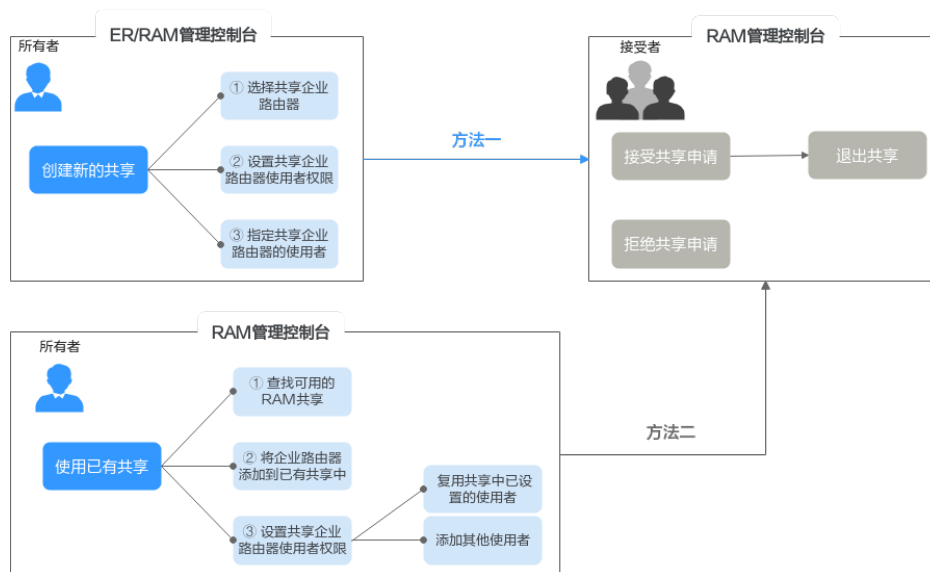 ER/RAM管理控制台
所有者
① 选择共享企业
路由器
创建新的共享
② 设置共享企业
路由器使用者权限
③ 指定共享企业
路由器的使用者
方法一
RAM管理控制台
接受者
接受共享申请
退出共享
拒绝共享申请
RAM管理控制台
所有者
① 查找可用的
RAM共享
使用已有共享
② 将企业路由器
添加到已有共享中
③ 设置共享企业
路由器使用者权限
复用共享中已设
置的使用者
添加其他使用者
方法二